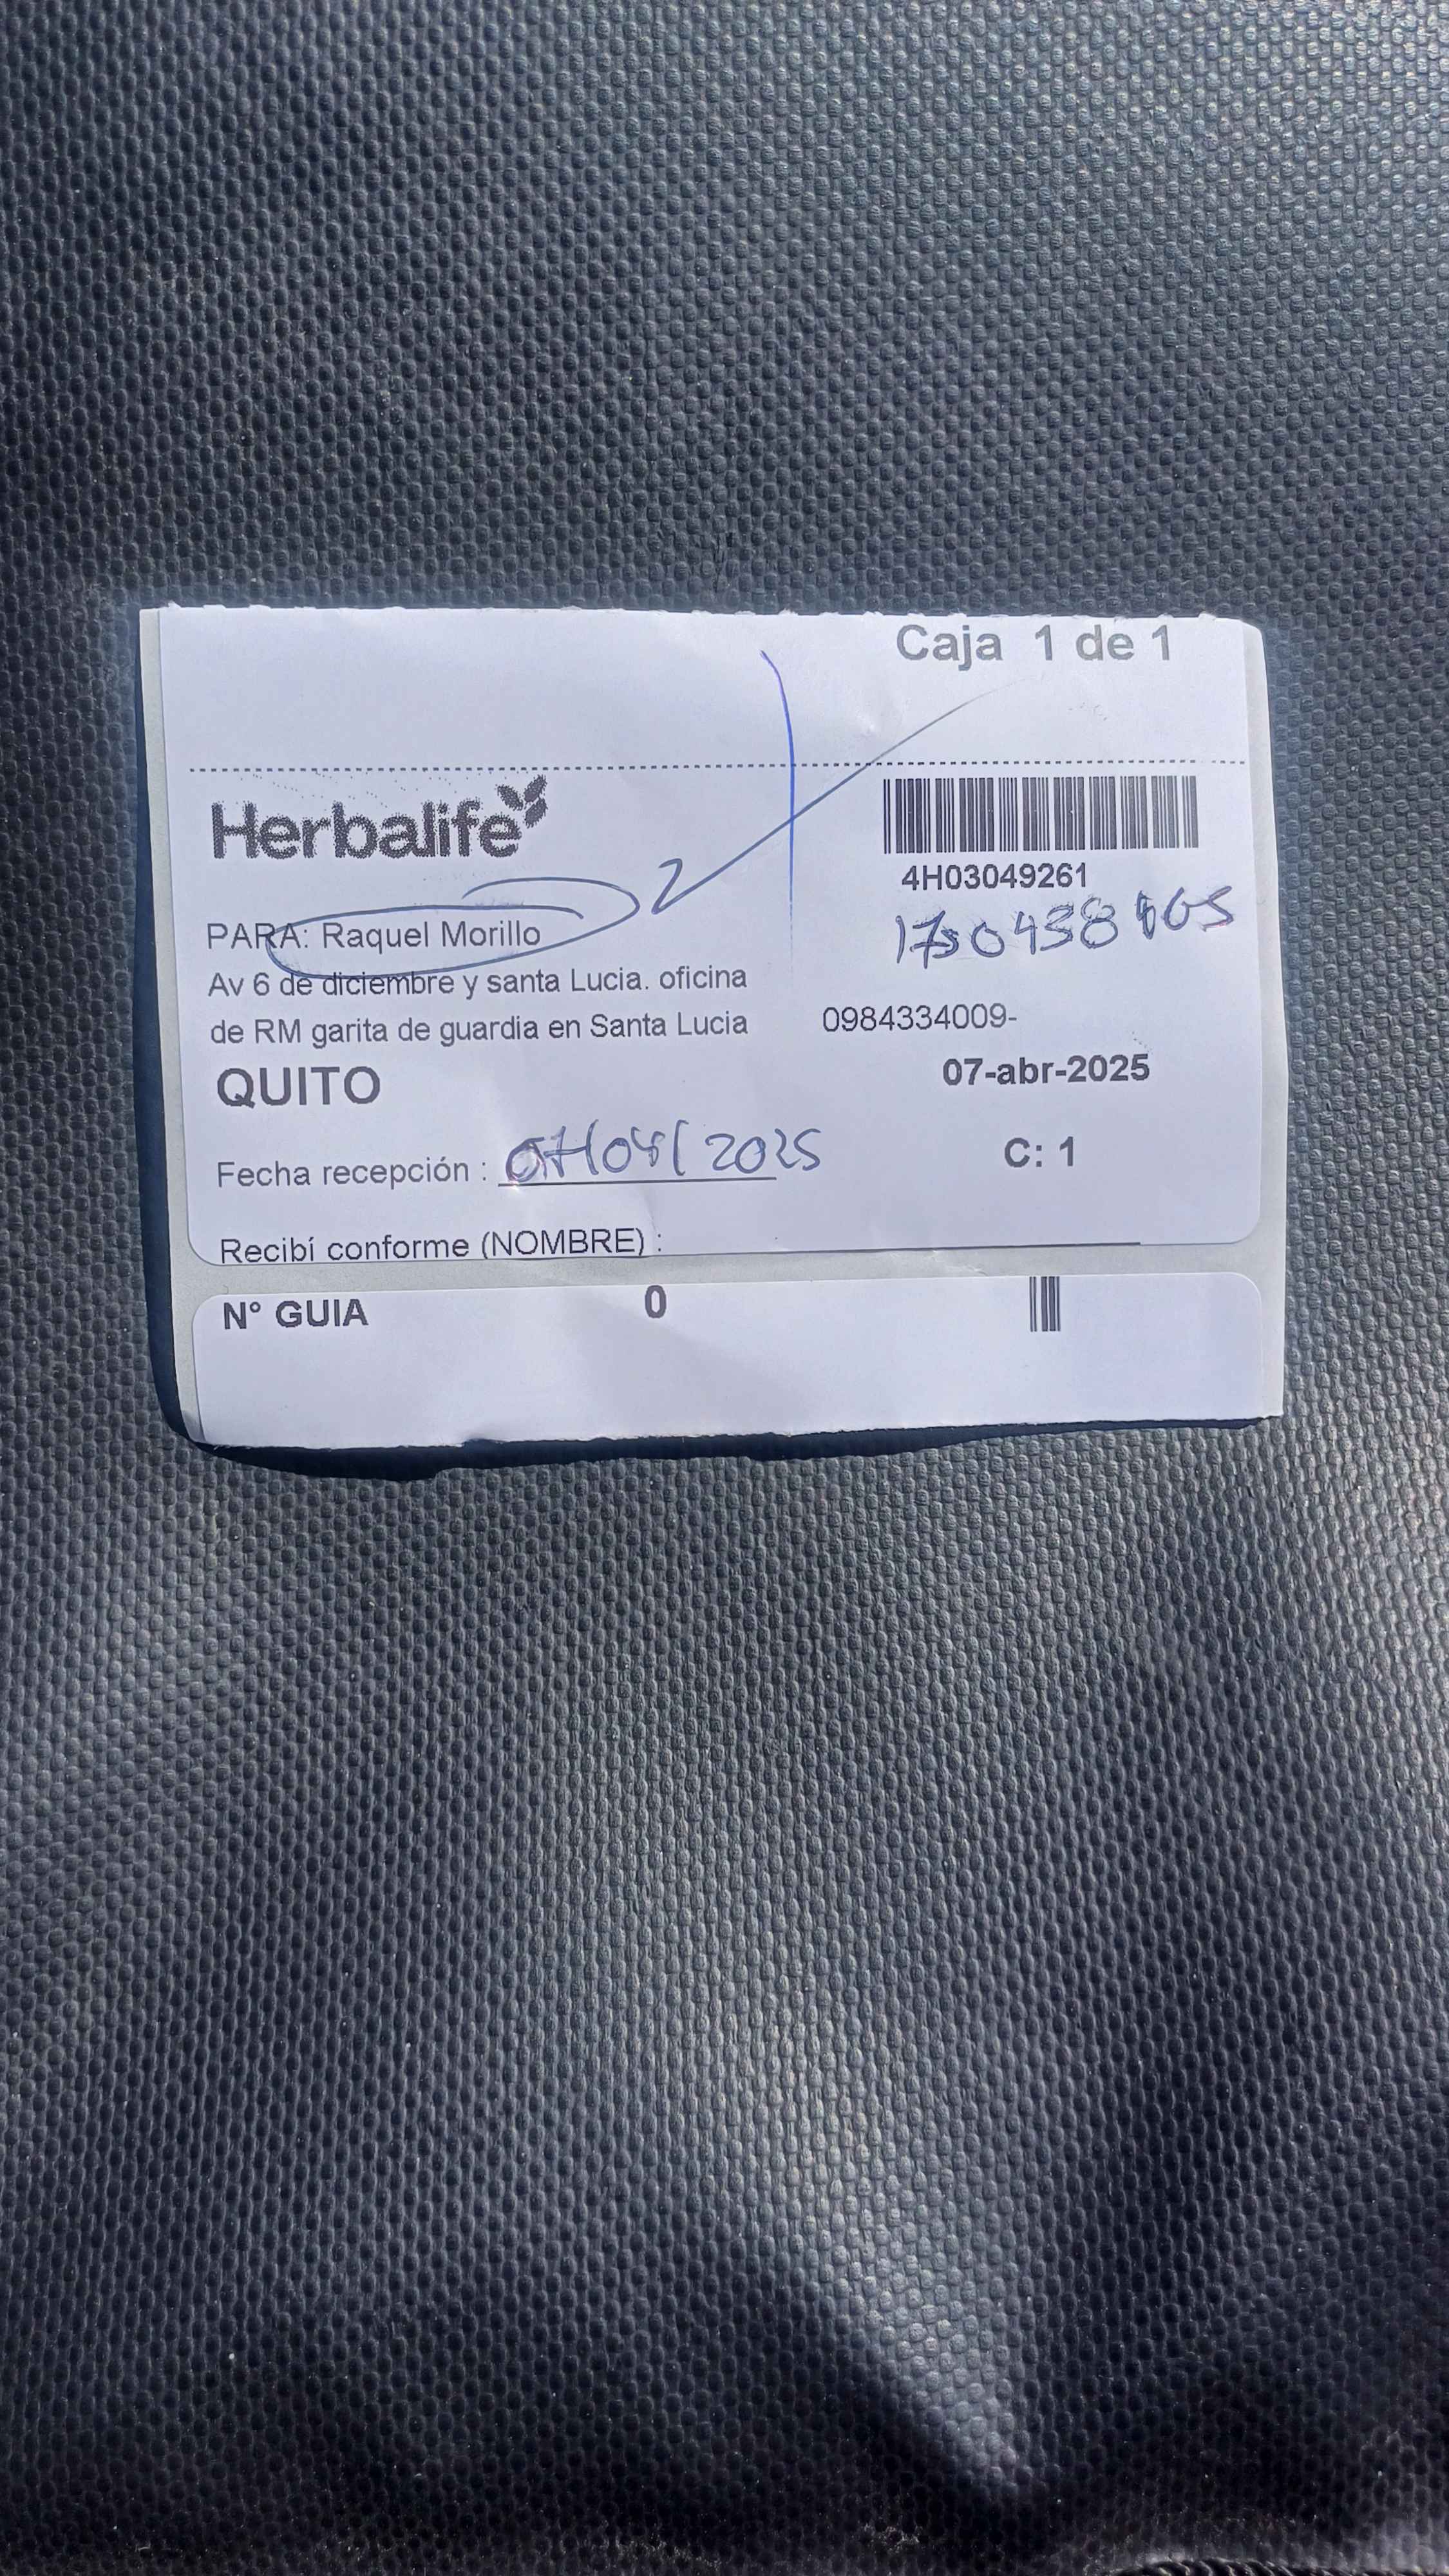 Caja 1 de 1
Herbalife
4H03049261
PARA: Raquel Morillo
Av 6 de diciembre y santa Lucia. oficina
de RM garita de guardia en Santa Lucia
0984334009-
QUITO
07-abr-2025
Fecha recepción : 07/04/2025
C: 1
Recibí conforme (NOMBRE) :
N° GUIA 0